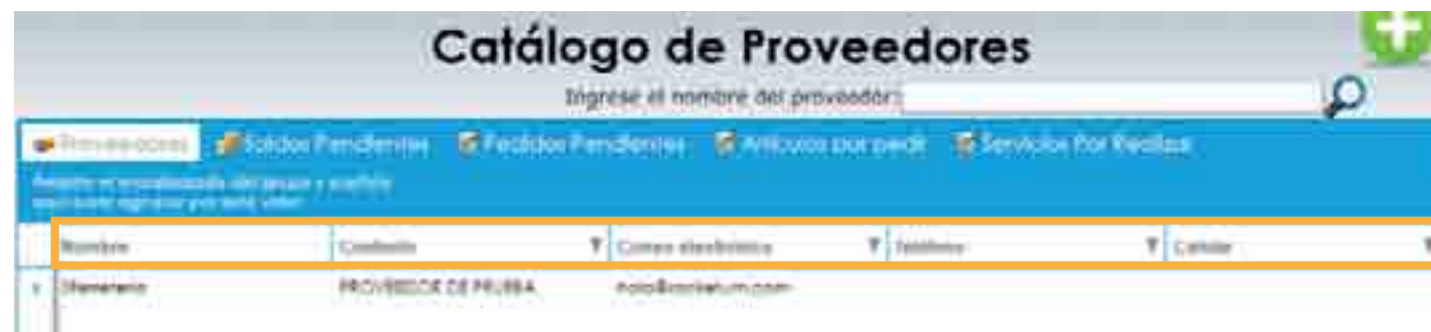 Catálogo de Proveedores
Ingrese el nombre del proveedor:
Proveedores Saldos Pendientes Pedidos Pendientes Artículos por pedir Servicios Por Realizar
Nombre Contacto Correo electrónico Teléfono Celular
PROVEEDOR DE PRUEBA